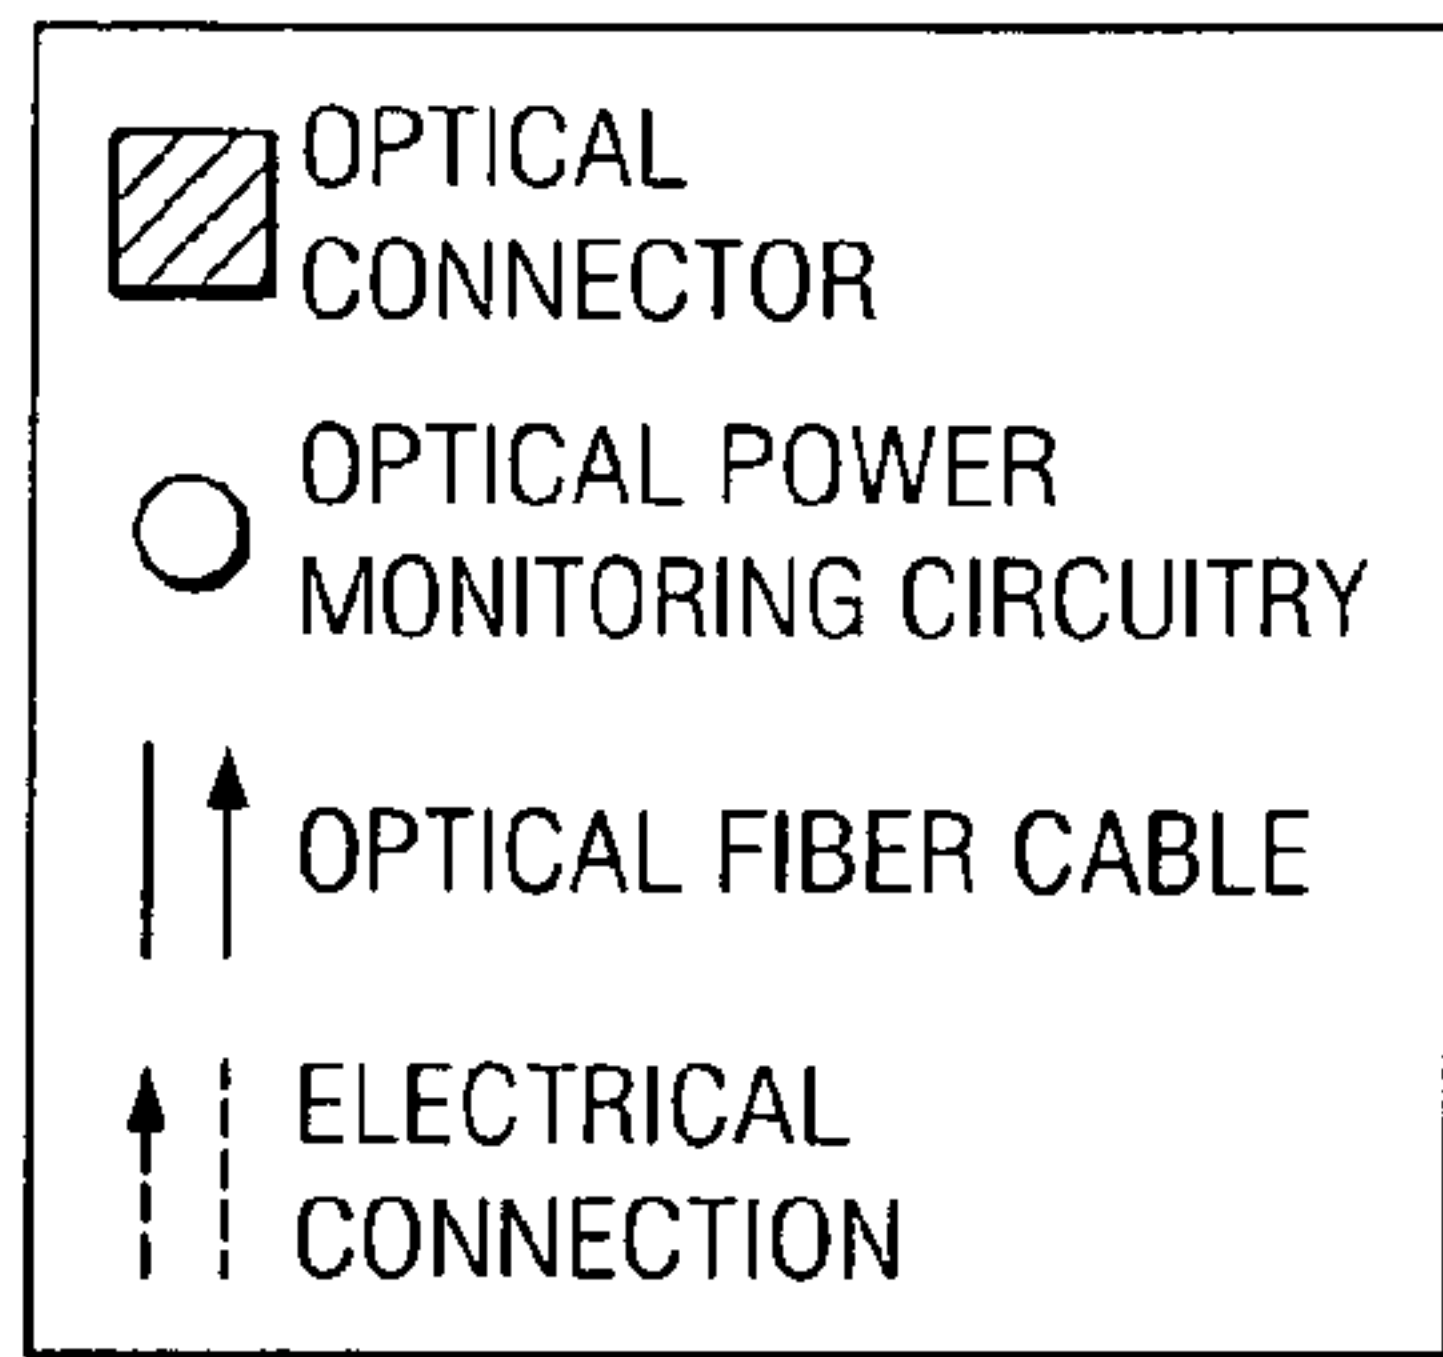 OPTICAL
CONNECTOR
OPTICAL POWER
MONITORING CIRCUITRY
OPTICAL FIBER CABLE
ELECTRICAL
CONNECTION